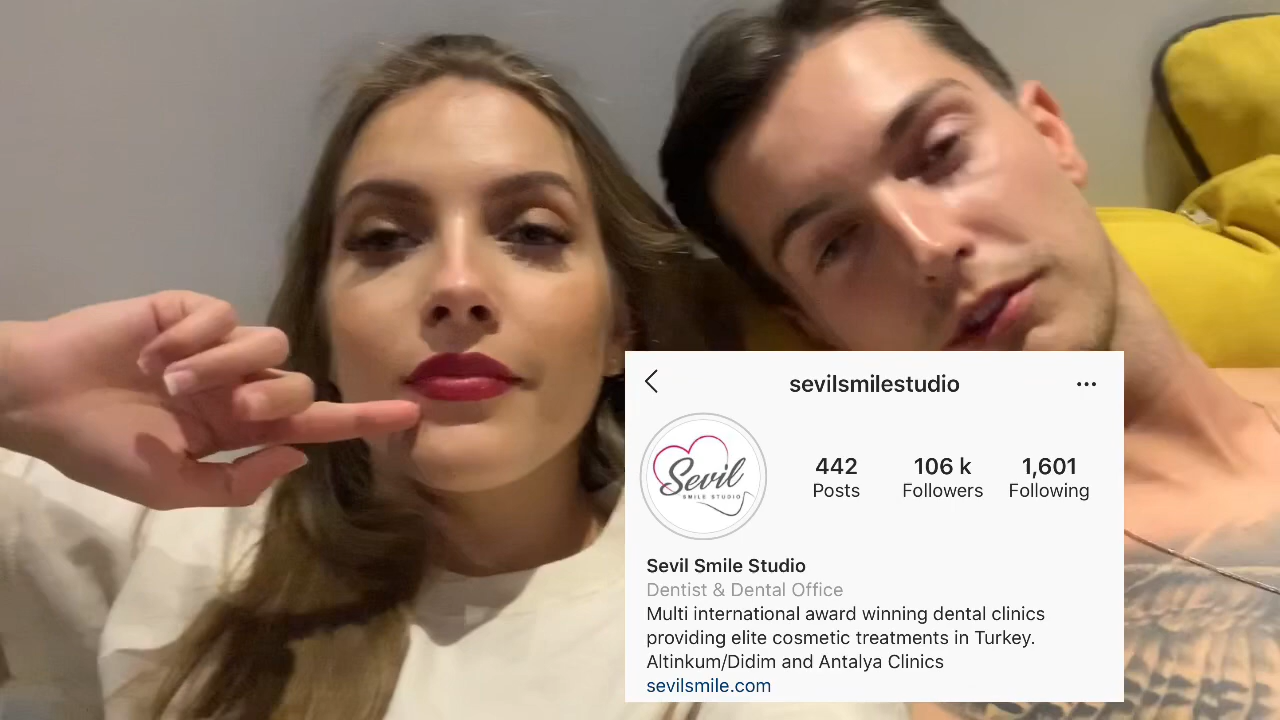 sevilsmilestudio
Sevil
SMILE STUDIO
442
Posts
106 k
Followers
1,601
Following
Sevil Smile Studio
Dentist & Dental Office
Multi international award winning dental clinics
providing elite cosmetic treatments in Turkey.
Altinkum/Didim and Antalya Clinics
sevilsmile.com